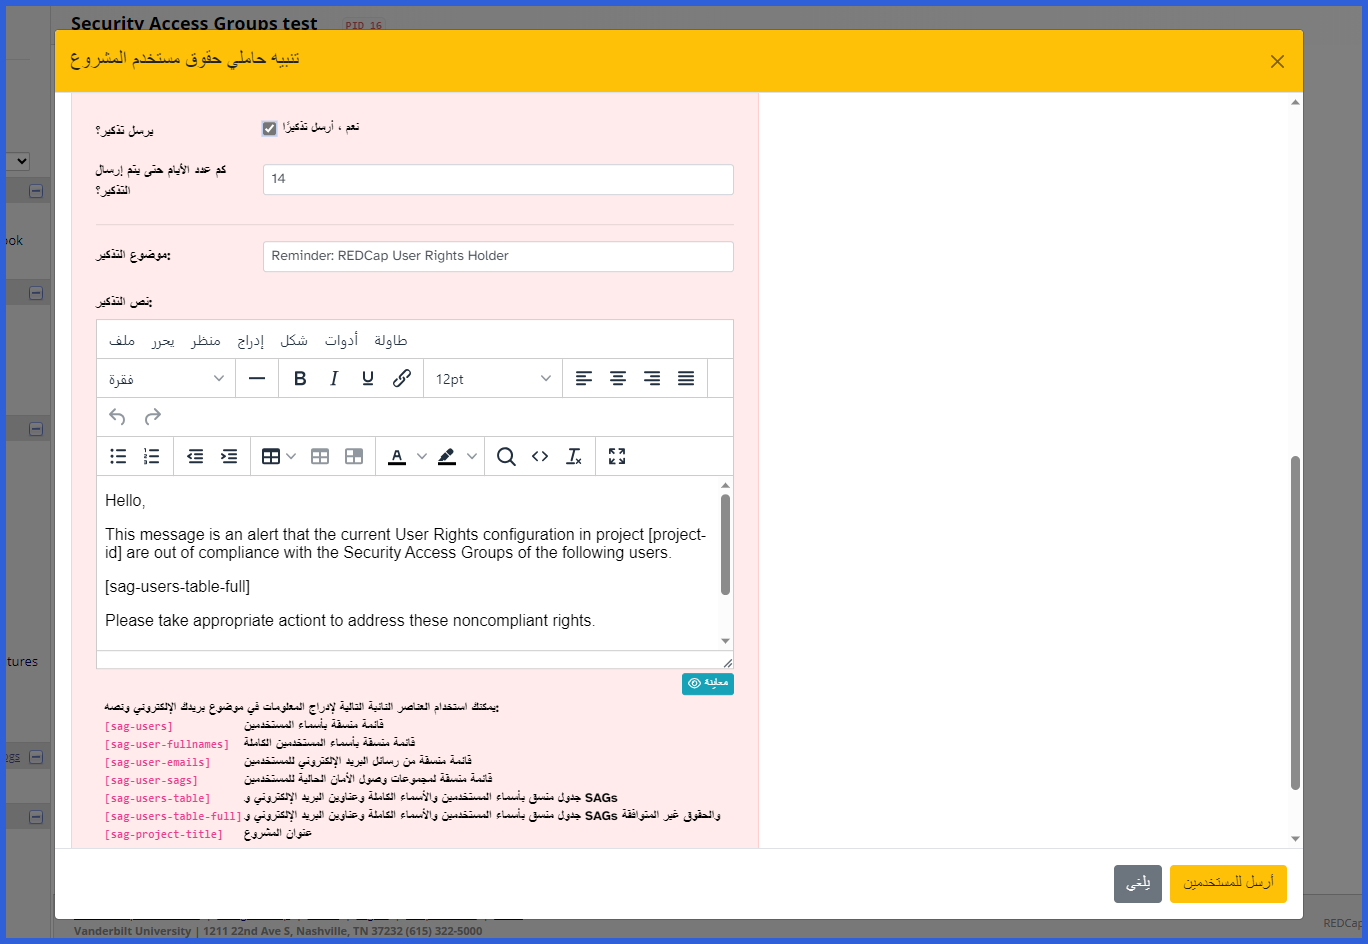 Security Access Groups test PID 16
تنبيه حاملي حقوق مستخدم المشروع
ook
tures
ogs
يرسل تذكير؟
نعم ، أرسل تذكيرًا
كم عدد الأيام حتى يتم إرسال
التذكير؟
14
موضوع التذكير:
Reminder: REDCap User Rights Holder
نص التذكير:
ملف يحرر منظر إدراج شكل أدوات طاولة
فقرة
B I U
12pt
Hello,
This message is an alert that the current User Rights configuration in project [project-
id] are out of compliance with the Security Access Groups of the following users.
[sag-users-table-full]
Please take appropriate actiont to address these noncompliant rights.
معاينة
يمكنك استخدام العناصر النائبة التالية لإدراج المعلومات في موضوع بريدك الإلكتروني ونصه:
[sag-users] قائمة منسقة بأسماء المستخدمين
[sag-user-fullnames] قائمة منسقة بأسماء المستخدمين الكاملة
[sag-user-emails] قائمة منسقة من رسائل البريد الإلكتروني للمستخدمين
[sag-user-sags] قائمة منسقة لمجموعات وصول الأمان الحالية للمستخدمين
[sag-users-table] جدول منسق بأسماء المستخدمين والأسماء الكاملة وعناوين البريد الإلكتروني و SAGs.
[sag-users-table-full] جدول منسق بأسماء المستخدمين والأسماء الكاملة وعناوين البريد الإلكتروني و SAGs والحقوق غير المتوافقة.
[sag-project-title] عنوان المشروع
يلغي
أرسل للمستخدمين
Vanderbilt University | 1211 22nd Ave S, Nashville, TN 37232 (615) 322-5000
REDCap